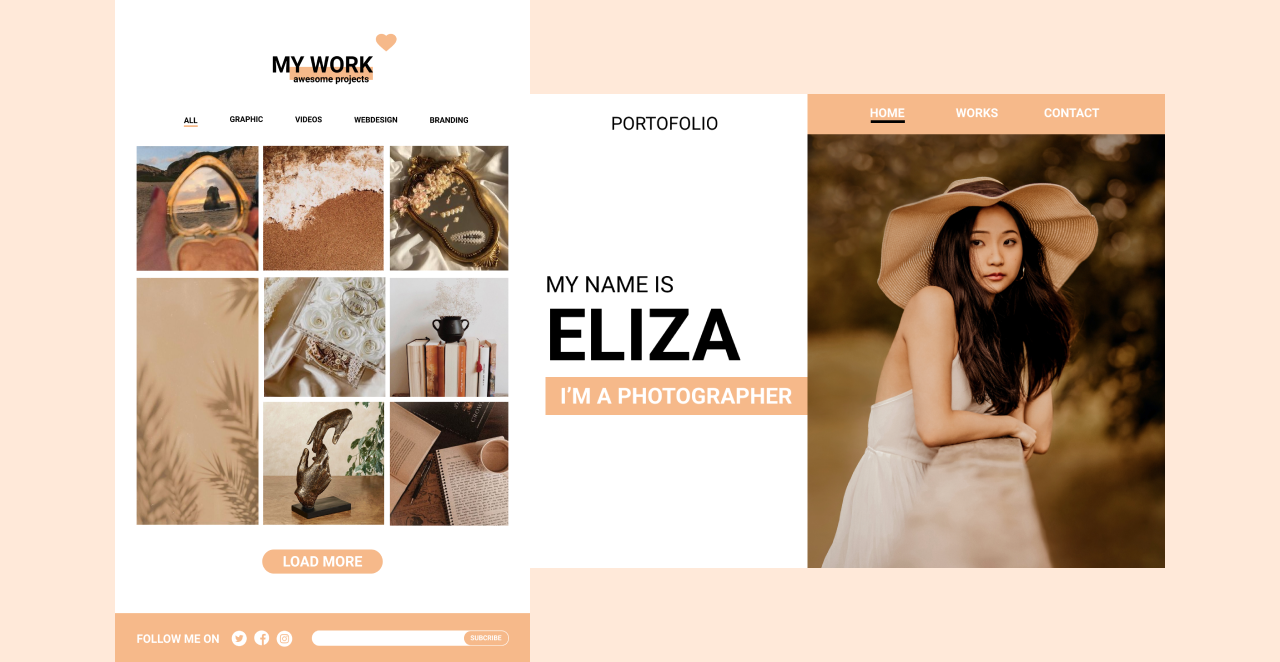 MY WORK
awesome projects
ALL
GRAPHIC
VIDEOS
WEBDESIGN
BRANDING
LOAD MORE
FOLLOW ME ON
SUBCRIBE
PORTOFOLIO
HOME
WORKS
CONTACT
MY NAME IS
ELIZA
I'M A PHOTOGRAPHER